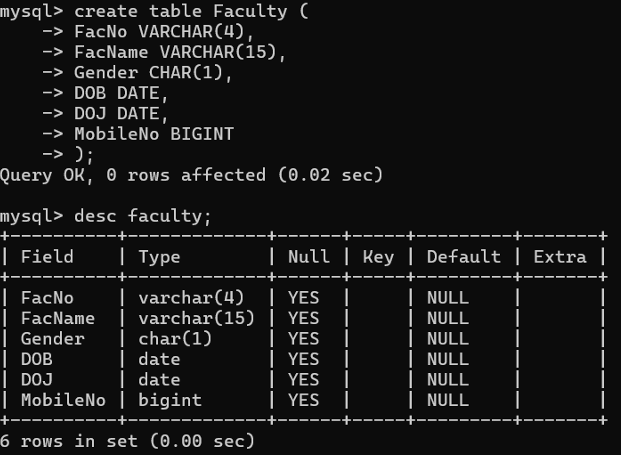 mysql> create table Faculty (
    -> FacNo VARCHAR(4),
    -> FacName VARCHAR(15),
    -> Gender CHAR(1),
    -> DOB DATE,
    -> DOJ DATE,
    -> MobileNo BIGINT
    -> );
Query OK, 0 rows affected (0.02 sec)

mysql> desc faculty;
+----------+-------------+------+-----+---------+-------+
| Field    | Type        | Null | Key | Default | Extra |
+----------+-------------+------+-----+---------+-------+
| FacNo    | varchar(4)  | YES  |     | NULL    |       |
| FacName  | varchar(15) | YES  |     | NULL    |       |
| Gender   | char(1)     | YES  |     | NULL    |       |
| DOB      | date        | YES  |     | NULL    |       |
| DOJ      | date        | YES  |     | NULL    |       |
| MobileNo | bigint      | YES  |     | NULL    |       |
+----------+-------------+------+-----+---------+-------+
6 rows in set (0.00 sec)